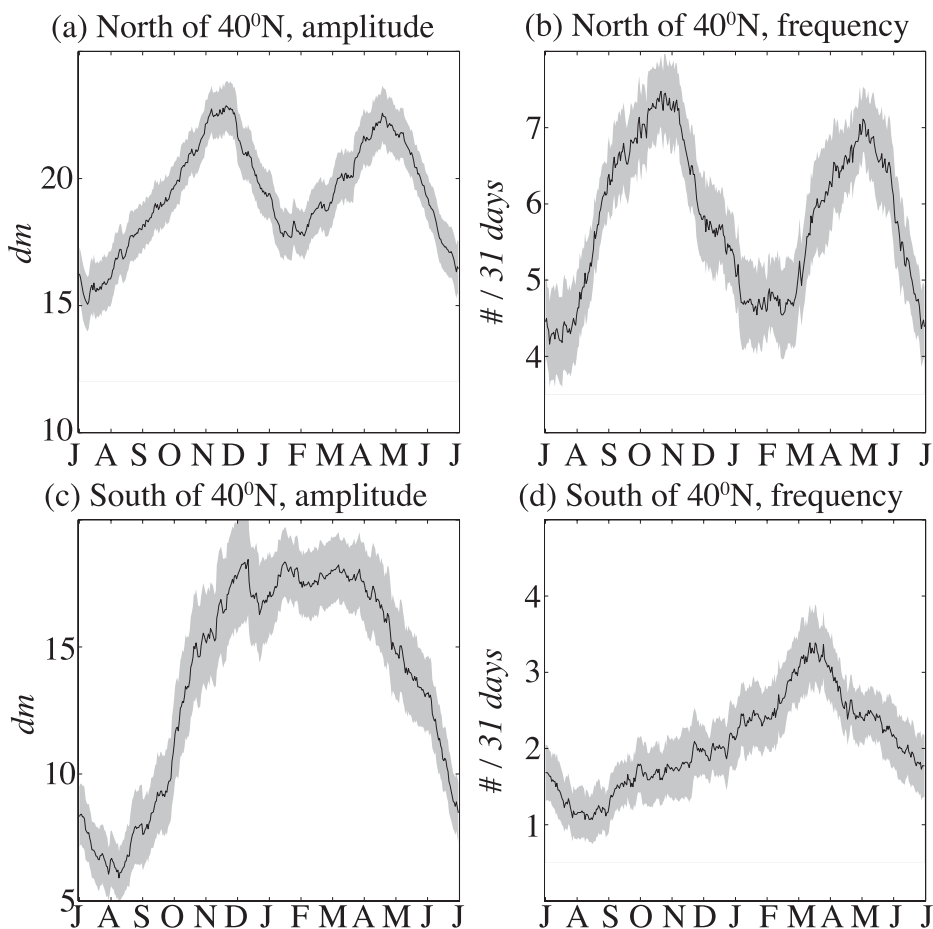 (a) North of 40⁰N, amplitude
(b) North of 40⁰N, frequency
20
15
10
dm
J A S O N D J F M A M J J
7
6
5
4
# / 31 days
J A S O N D J F M A M J J
(c) South of 40⁰N, amplitude
(d) South of 40⁰N, frequency
15
10
5
dm
J A S O N D J F M A M J J
4
3
2
1
# / 31 days
J A S O N D J F M A M J J